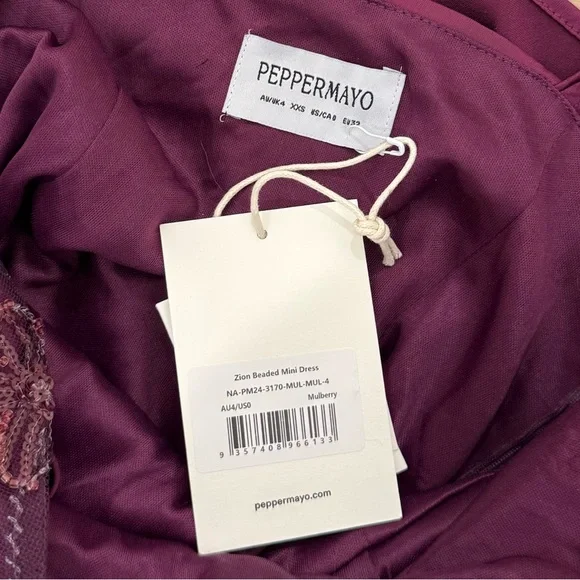 PEPPERMAYO
AU/UK4 XXS US/CA0 EU32
Zion Beaded Mini Dress
NA-PM24-3170-MUL-MUL-4
AU4/US0 Mulberry
9 357408 966133
peppermayo.com